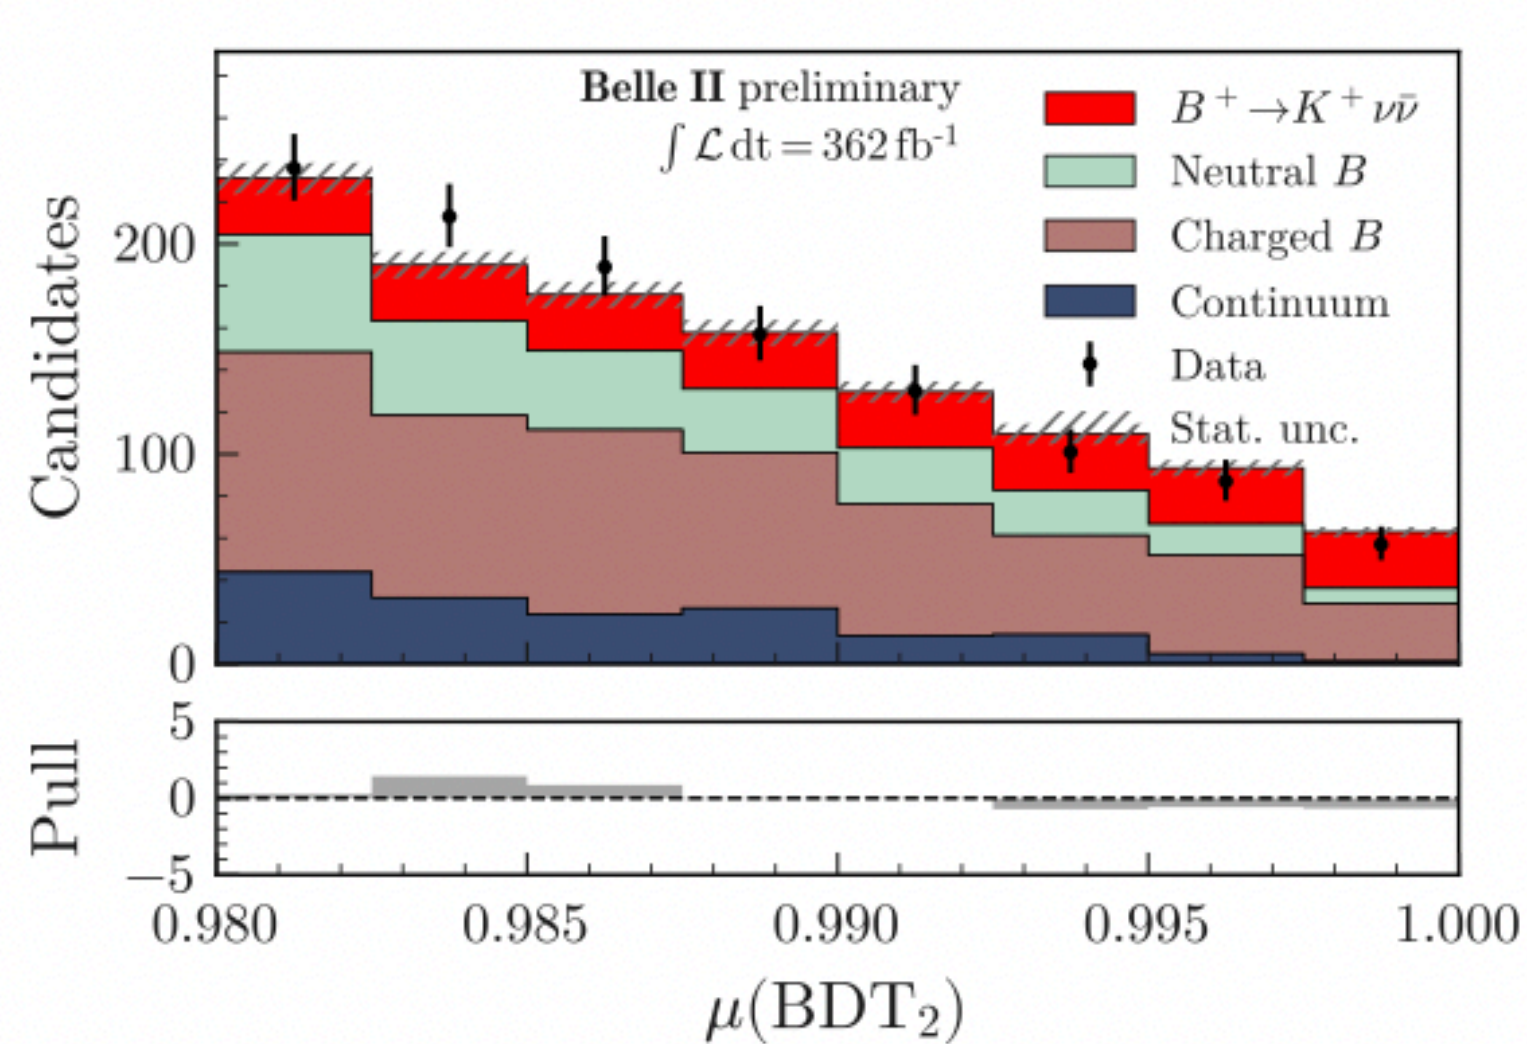 Belle II preliminary
∫ ℒ dt = 362 fb⁻¹
B⁺→K⁺νν̄
Neutral B
Charged B
Continuum
Data
Stat. unc.
Candidates
200
100
0
Pull
5
0
−5
0.980 0.985 0.990 0.995 1.000
μ(BDT₂)